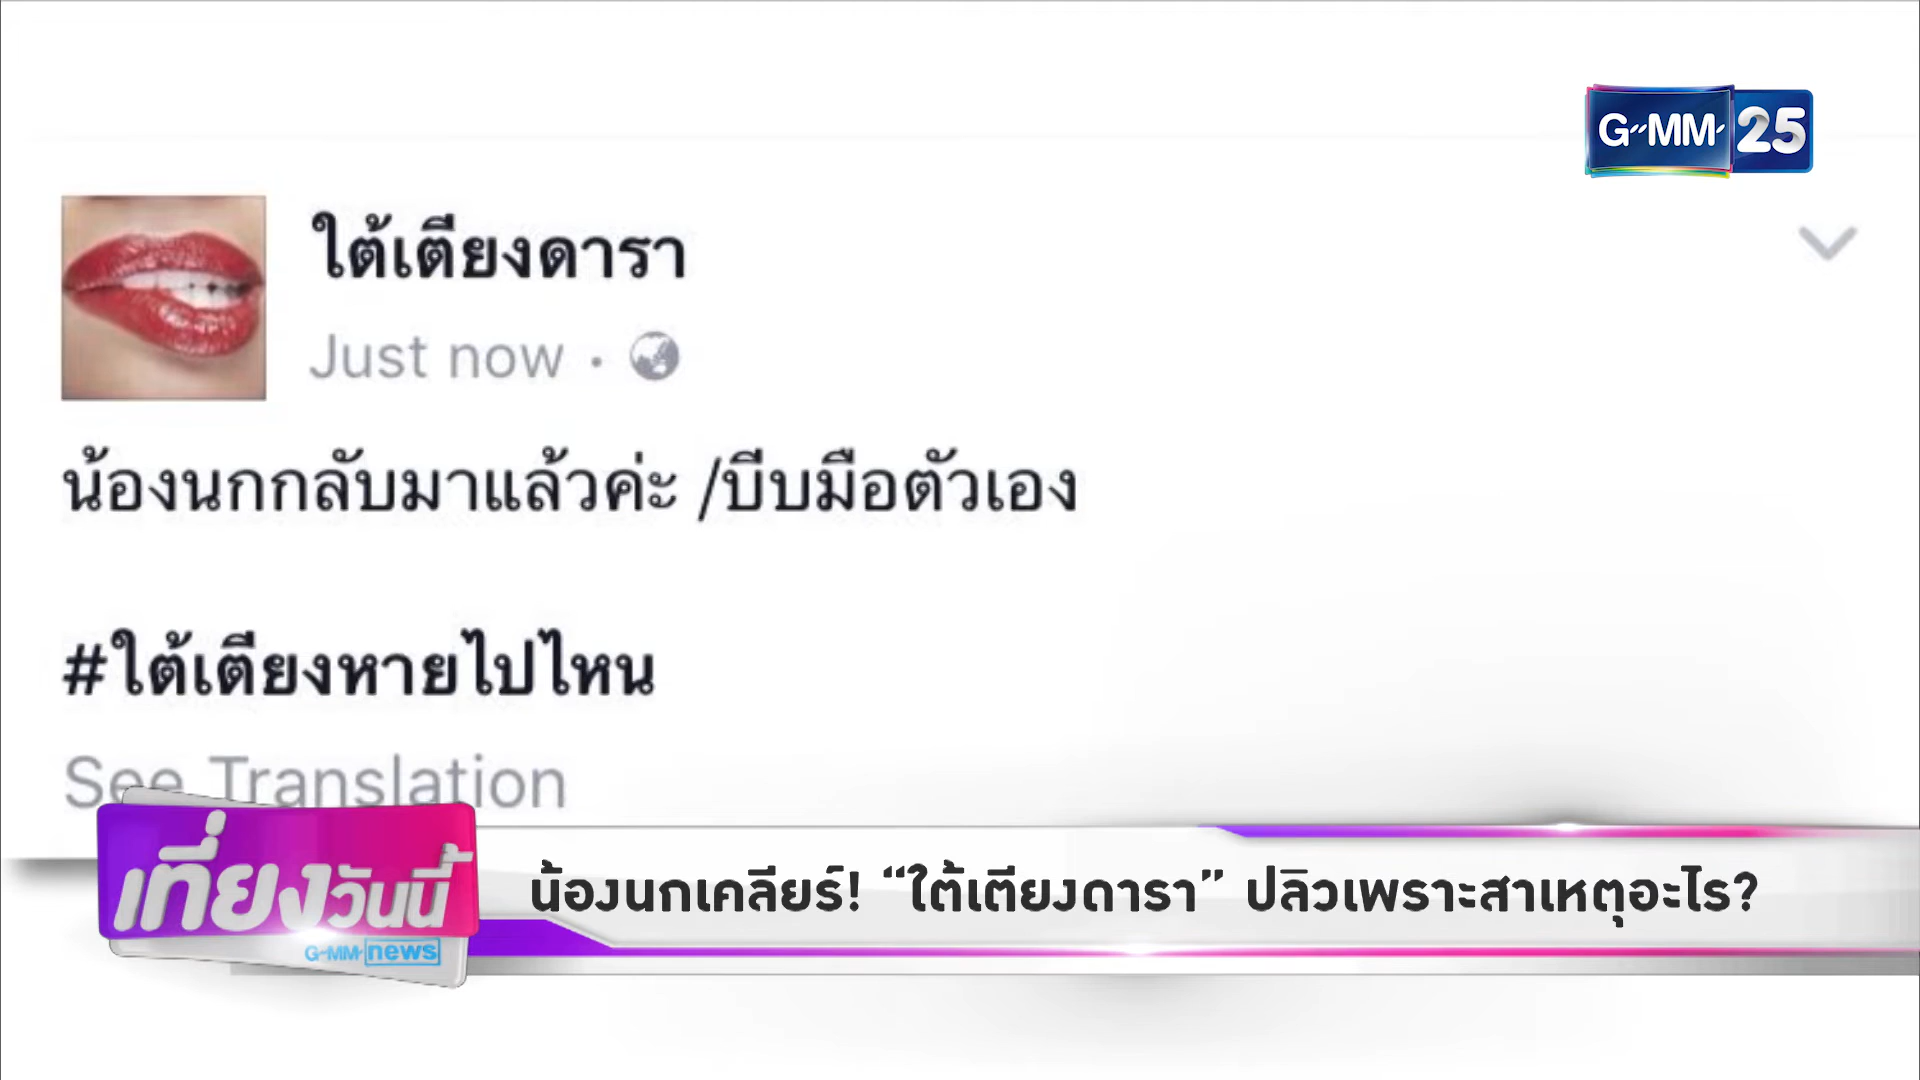 GMM 25
ใต้เตียงดารา
Just now
น้องนกกลับมาแล้วค่ะ /บีบมือตัวเอง
#ใต้เตียงหายไปไหน
See Translation
เที่ยงวันนี้
GMM news
น้องนกเคลียร์! “ใต้เตียงดารา” ปลิวเพราะสาเหตุอะไร?